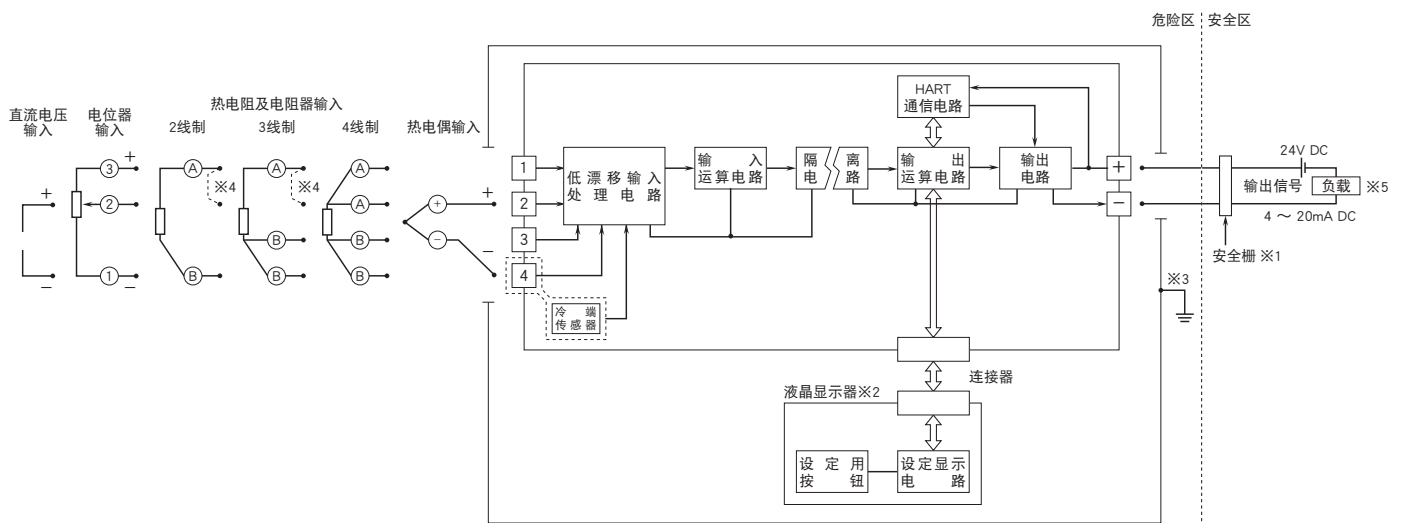 危险区 安全区
直流电压
输入
电位器
输入
热电阻及电阻器输入
2线制
3线制
4线制
热电偶输入
HART
通信电路
24V DC
输出信号
负载 ※5
4 ~ 20mA DC
安全栅 ※1
※3
1
2
3
4
低漂移输入
处理电路
输入
运算电路
隔离
电路
输出
运算电路
输出
电路
+
−
+
3
2
1
−
+
−
A
※4
B
A
※4
B
B
A
A
B
B
+
−
+
−
冷端
传感器
连接器
液晶显示器※2
设定用
按钮
设定显示
电路